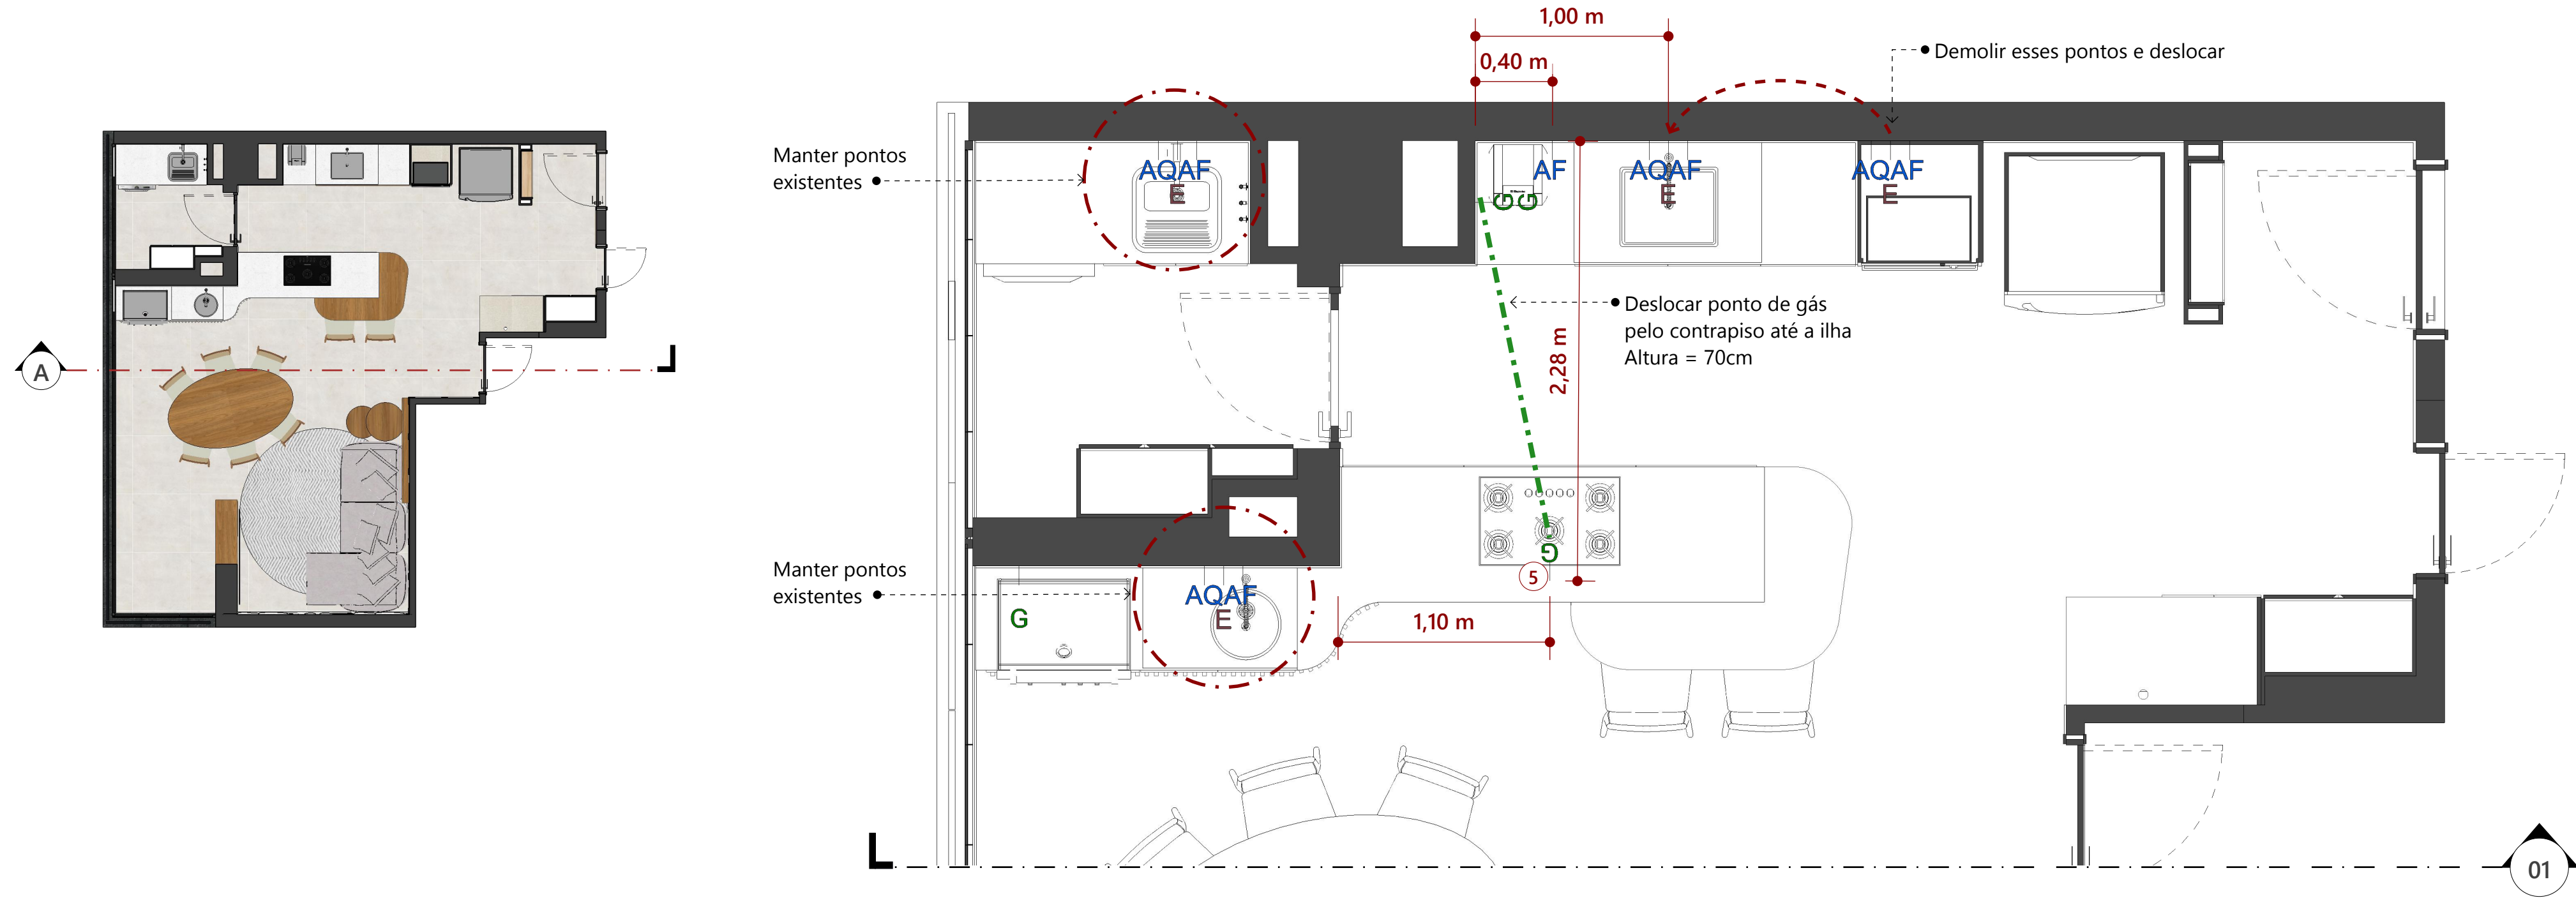 1,00 m
0,40 m
Demolir esses pontos e deslocar
Manter pontos
existentes
AQAF
E
AF
AQAF
E
AQAF
E
G
G
Deslocar ponto de gás
pelo contrapiso até a ilha
Altura = 70cm
2,28 m
A
G
5
Manter pontos
existentes
AQAF
E
G
1,10 m
01